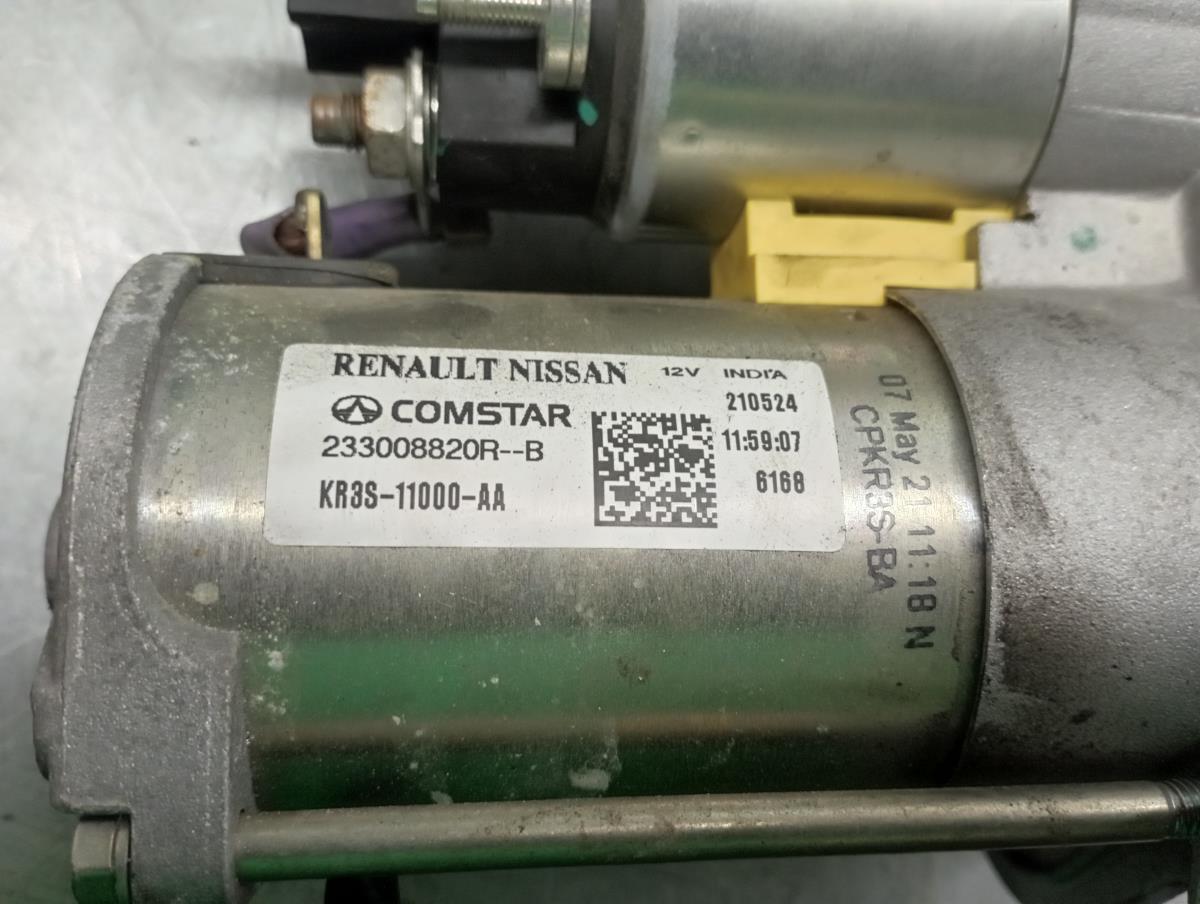 RENAULT NISSAN 12V INDIA
COMSTAR 210524
233008820R--B 11:59:07
KR3S-11000-AA 6168
07 May 21 11:18 N
CPKR3S-BA